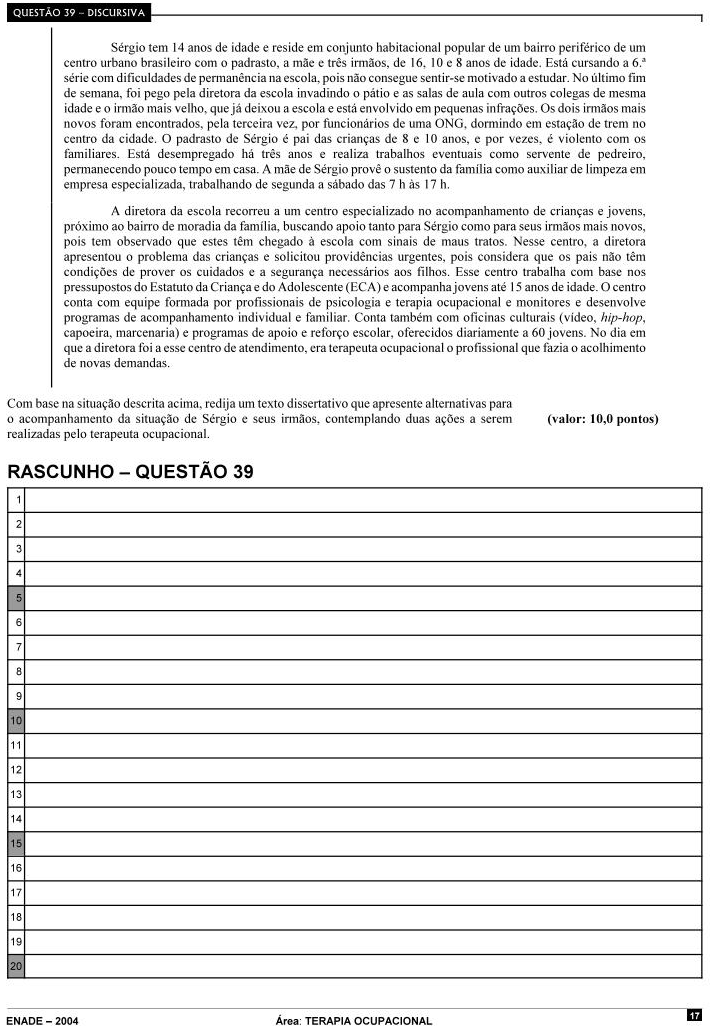 QUESTÃO 39 – DISCURSIVA
Sérgio tem 14 anos de idade e reside em conjunto habitacional popular de um bairro periférico de um
centro urbano brasileiro com o padrasto, a mãe e três irmãos, de 16, 10 e 8 anos de idade. Está cursando a 6.ª
série com dificuldades de permanência na escola, pois não consegue sentir-se motivado a estudar. No último fim
de semana, foi pego pela diretora da escola invadindo o pátio e as salas de aula com outros colegas de mesma
idade e o irmão mais velho, que já deixou a escola e está envolvido em pequenas infrações. Os dois irmãos mais
novos foram encontrados, pela terceira vez, por funcionários de uma ONG, dormindo em estação de trem no
centro da cidade. O padrasto de Sérgio é pai das crianças de 8 e 10 anos, e por vezes, é violento com os
familiares. Está desempregado há três anos e realiza trabalhos eventuais como servente de pedreiro,
permanecendo pouco tempo em casa. A mãe de Sérgio provê o sustento da família como auxiliar de limpeza em
empresa especializada, trabalhando de segunda a sábado das 7 h às 17 h.
A diretora da escola recorreu a um centro especializado no acompanhamento de crianças e jovens,
próximo ao bairro de moradia da família, buscando apoio tanto para Sérgio como para seus irmãos mais novos,
pois tem observado que estes têm chegado à escola com sinais de maus tratos. Nesse centro, a diretora
apresentou o problema das crianças e solicitou providências urgentes, pois considera que os pais não têm
condições de prover os cuidados e a segurança necessários aos filhos. Esse centro trabalha com base nos
pressupostos do Estatuto da Criança e do Adolescente (ECA) e acompanha jovens até 15 anos de idade. O centro
conta com equipe formada por profissionais de psicologia e terapia ocupacional e monitores e desenvolve
programas de acompanhamento individual e familiar. Conta também com oficinas culturais (vídeo, hip-hop,
capoeira, marcenaria) e programas de apoio e reforço escolar, oferecidos diariamente a 60 jovens. No dia em
que a diretora foi a esse centro de atendimento, era terapeuta ocupacional o profissional que fazia o acolhimento
de novas demandas.
Com base na situação descrita acima, redija um texto dissertativo que apresente alternativas para
o acompanhamento da situação de Sérgio e seus irmãos, contemplando duas ações a serem (valor: 10,0 pontos)
realizadas pelo terapeuta ocupacional.
RASCUNHO – QUESTÃO 39
1
2
3
4
5
6
7
8
9
10
11
12
13
14
15
16
17
18
19
20
ENADE – 2004 Área: TERAPIA OCUPACIONAL 17